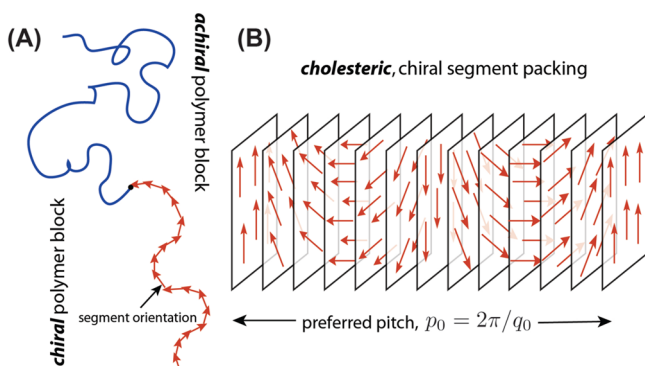 (A)
achiral polymer block
chiral polymer block
segment orientation
(B)
cholesteric, chiral segment packing
preferred pitch, p₀ = 2π/q₀